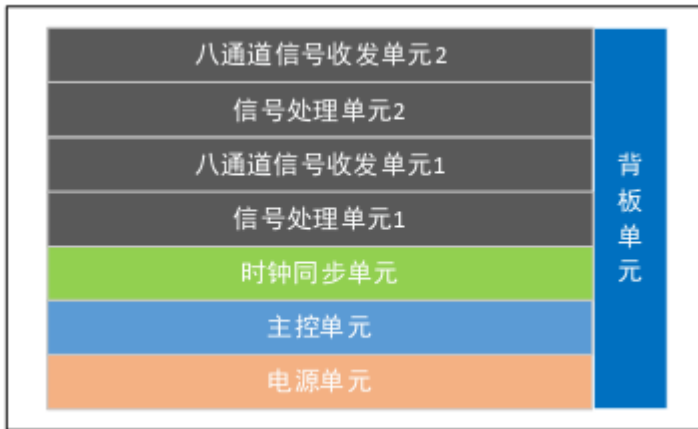 八通道信号收发单元2
信号处理单元2
八通道信号收发单元1
信号处理单元1
时钟同步单元
主控单元
电源单元
背板单元